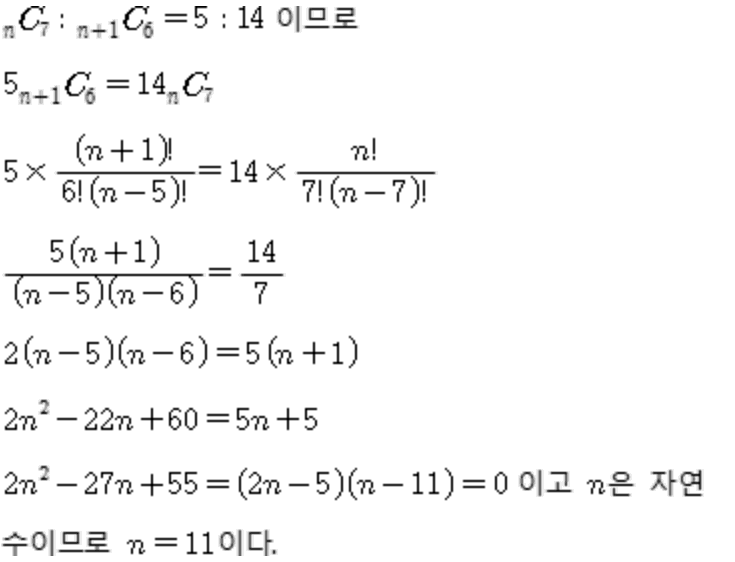 ₙC₇ : ₙ₊₁C₆ = 5 : 14 이므로
5ₙ₊₁C₆ = 14ₙC₇
5 × (n+1)!/6!(n−5)! = 14 × n!/7!(n−7)!
5(n+1)/(n−5)(n−6) = 14/7
2(n−5)(n−6) = 5(n+1)
2n² − 22n + 60 = 5n + 5
2n² − 27n + 55 = (2n−5)(n−11) = 0 이고 n은 자연
수이므로 n = 11이다.